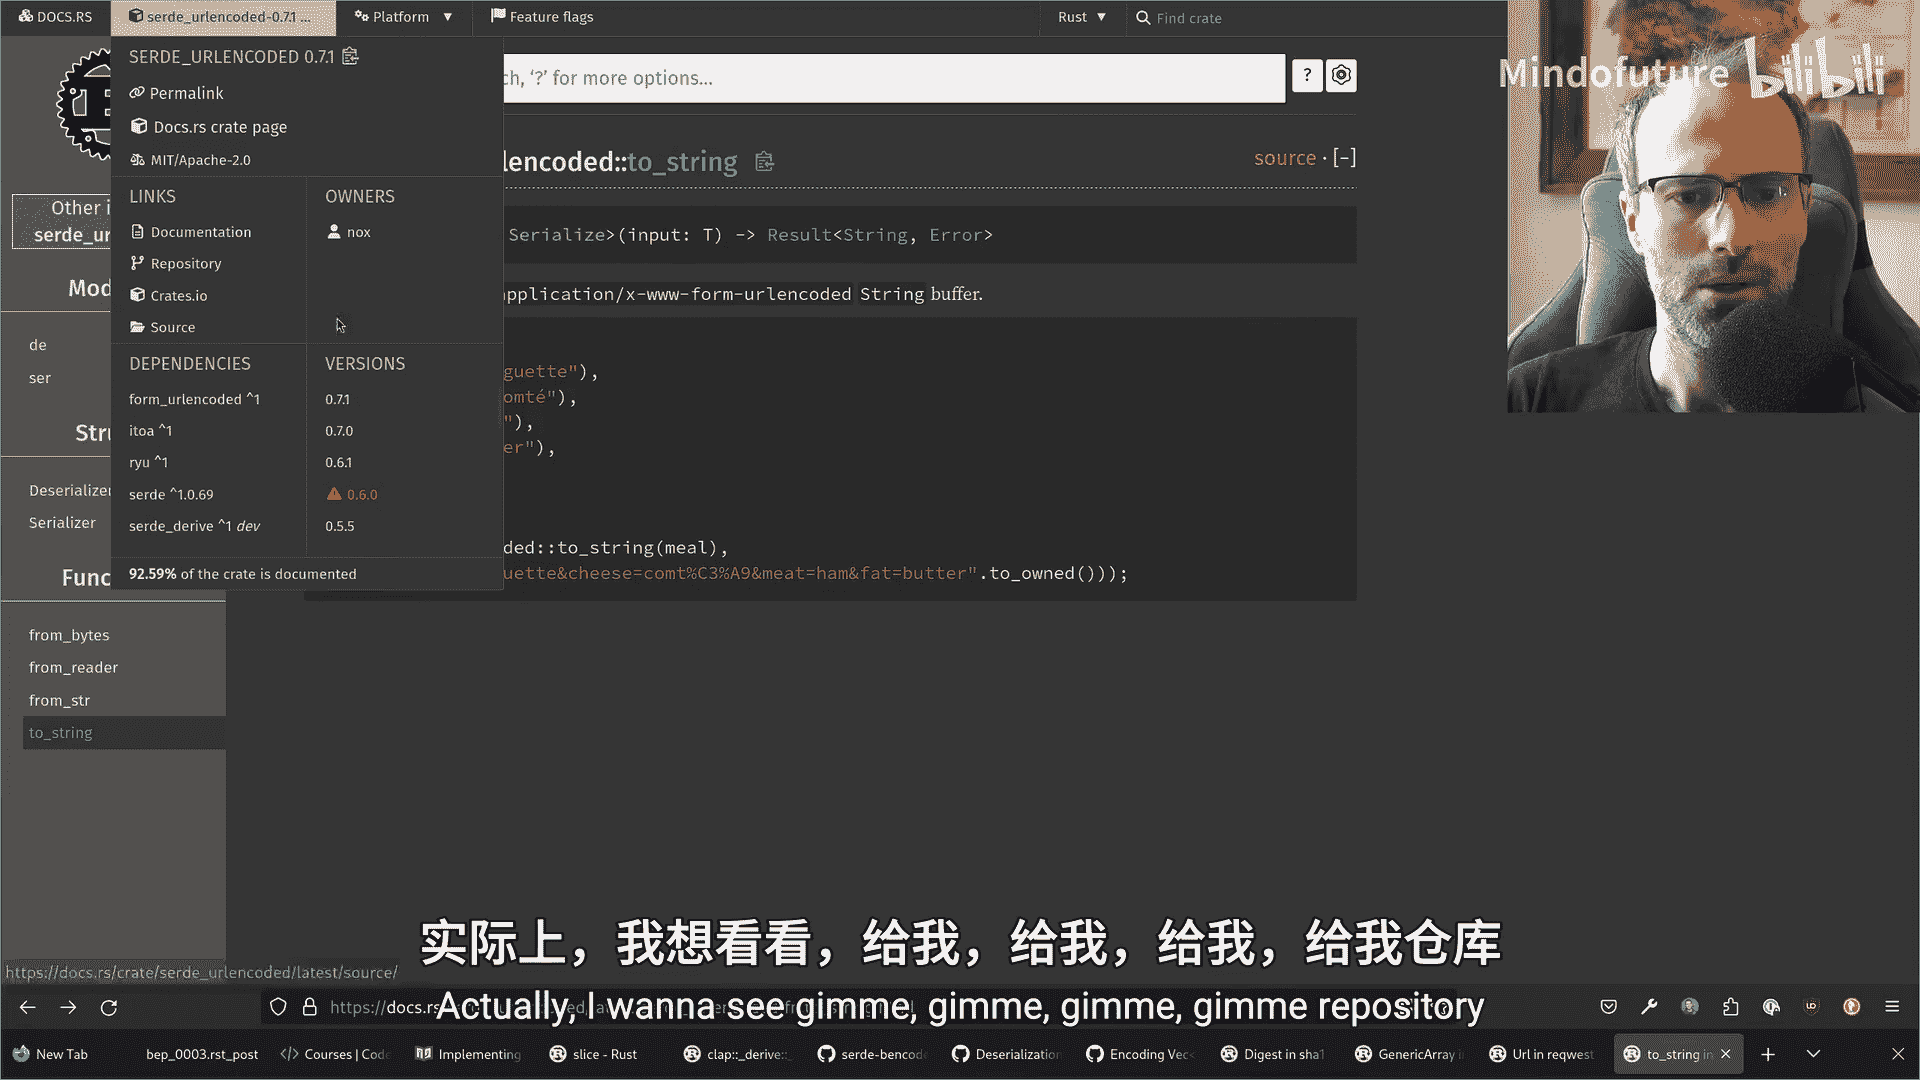 DOCS.RS
serde_urlencoded-0.7.1 ...
Platform ▼
Feature flags
Rust ▼
Find crate
SERDE_URLENCODED 0.7.1
Permalink
Docs.rs crate page
MIT/Apache-2.0
LINKS
Documentation
Repository
Crates.io
Source
OWNERS
nox
DEPENDENCIES
form_urlencoded ^1
itoa ^1
ryu ^1
serde ^1.0.69
serde_derive ^1 dev
VERSIONS
0.7.1
0.7.0
0.6.1
0.6.0
0.5.5
92.59% of the crate is documented
ch, ‘?’ for more options...
?
Mindofuture bilibili
lencoded::to_string
source · [-]
Serialize>(input: T) -> Result<String, Error>
pplication/x-www-form-urlencoded String buffer.
guette"),
omté"),
"),
er"),
ded::to_string(meal),
uette&cheese=comt%C3%A9&meat=ham&fat=butter".to_owned()));
Other i
serde_ur
Mod
de
ser
Stru
Deserializer
Serializer
Func
from_bytes
from_reader
from_str
to_string
实际上，我想看看，给我，给我，给我，给我仓库
https://docs.rs/crate/serde_urlencoded/latest/source/
https://docs.rs
Actually, I wanna see gimme, gimme, gimme, gimme repository
New Tab
bep_0003.rst_post
Courses | Code
Implementing
slice - Rust
clap::_derive::
serde-bencode
Deserialization
Encoding Vec<
Digest in sha1
GenericArray i
Url in reqwest
to_string in